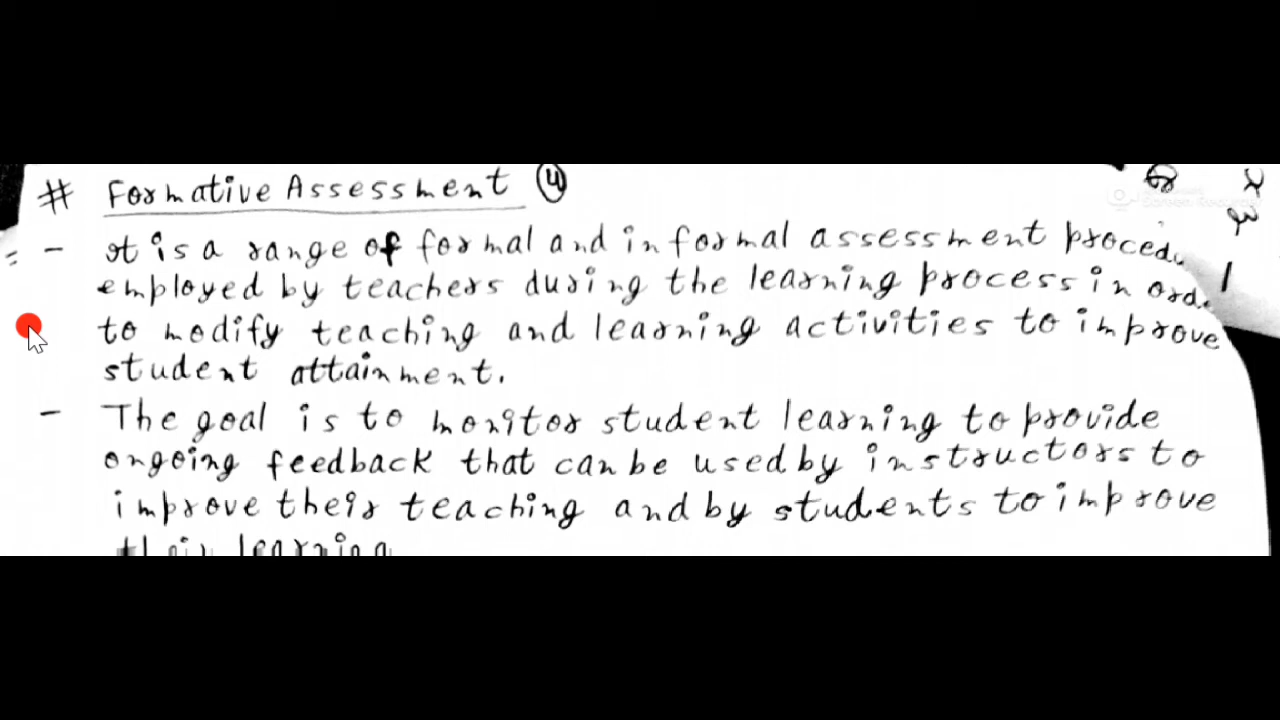 # Formative Assessment ④
- It is a range of formal and informal assessment
employed by teachers during the learning process in
to modify teaching and learning activities to improve
student attainment.
- The goal is to monitor student learning to provide
ongoing feedback that can be used by instructors to
improve their teaching and by students to improve
their learning